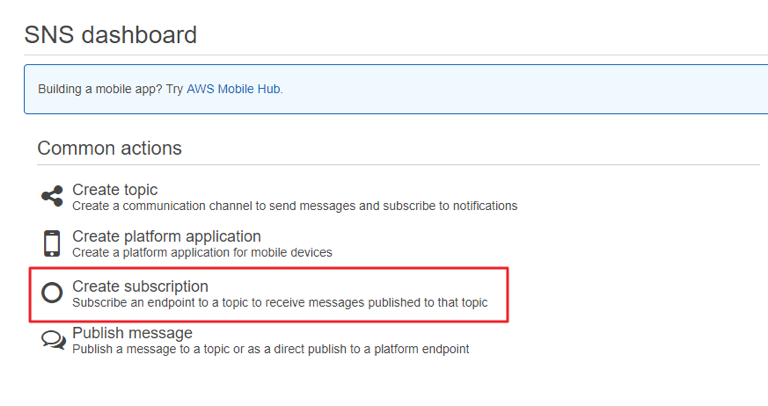 SNS dashboard
Building a mobile app? Try AWS Mobile Hub.
Common actions
Create topic
Create a communication channel to send messages and subscribe to notifications
Create platform application
Create a platform application for mobile devices
Create subscription
Subscribe an endpoint to a topic to receive messages published to that topic
Publish message
Publish a message to a topic or as a direct publish to a platform endpoint